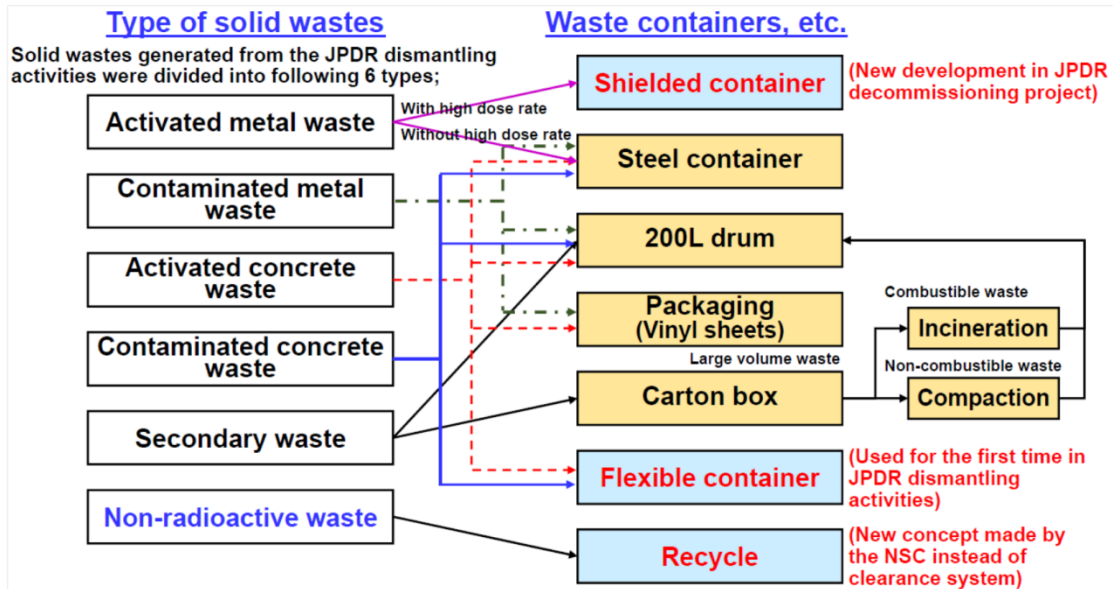 Type of solid wastes
Waste containers, etc.
Solid wastes generated from the JPDR dismantling
activities were divided into following 6 types;
Activated metal waste
With high dose rate
Without high dose rate
Contaminated metal
waste
Activated concrete
waste
Contaminated concrete
waste
Secondary waste
Non-radioactive waste
Shielded container
(New development in JPDR
decommissioning project)
Steel container
200L drum
Packaging
(Vinyl sheets)
Large volume waste
Carton box
Combustible waste
Incineration
Non-combustible waste
Compaction
Flexible container
(Used for the first time in
JPDR dismantling
activities)
Recycle
(New concept made by
the NSC instead of
clearance system)